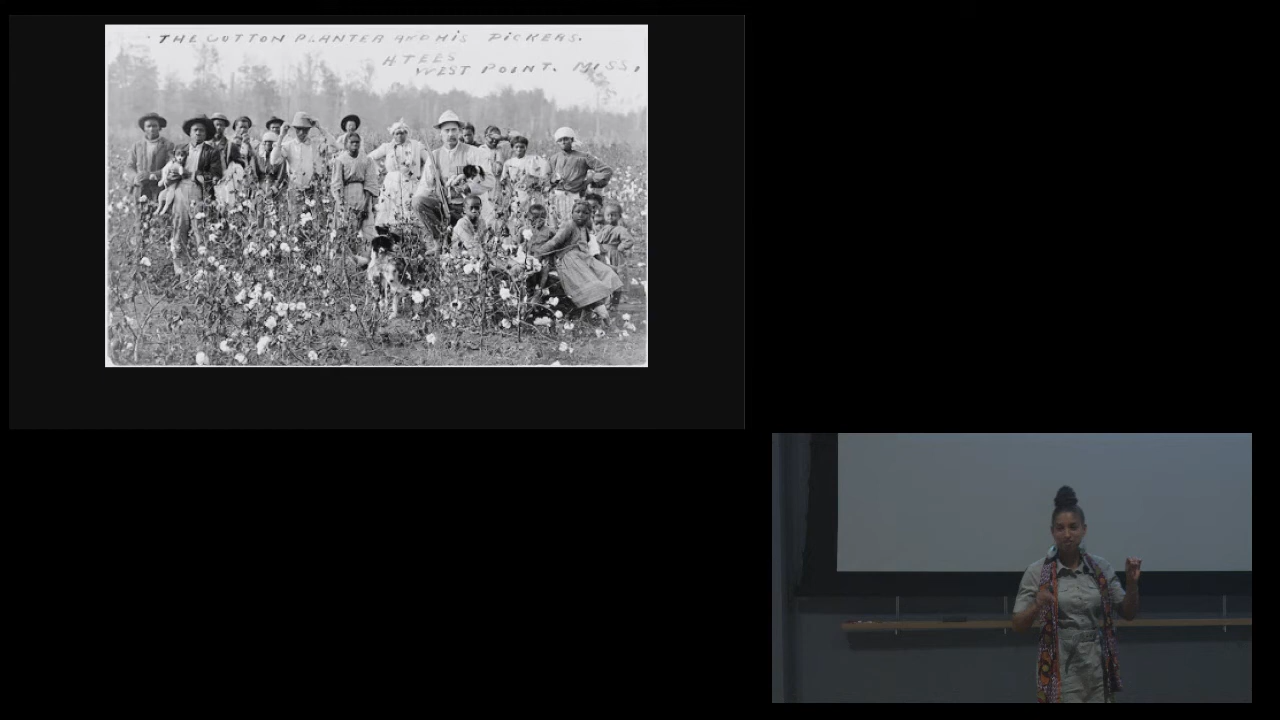 THE COTTON PLANTER AND HiS PiCKERS.
H TEES
WEST POINT. MISS,